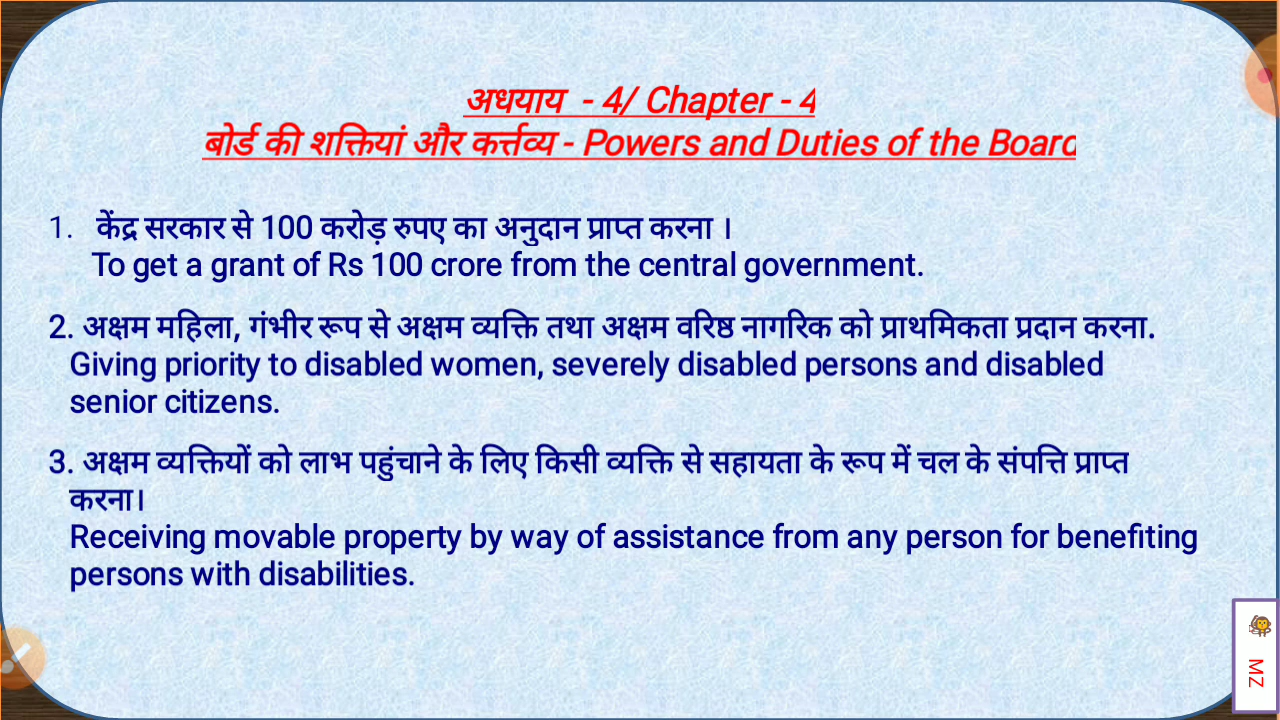 अधयाय - 4/ Chapter - 4
बोर्ड की शक्तियां और कर्त्तव्य - Powers and Duties of the Board
1. केंद्र सरकार से 100 करोड़ रुपए का अनुदान प्राप्त करना ।
To get a grant of Rs 100 crore from the central government.
2. अक्षम महिला, गंभीर रूप से अक्षम व्यक्ति तथा अक्षम वरिष्ठ नागरिक को प्राथमिकता प्रदान करना.
Giving priority to disabled women, severely disabled persons and disabled
senior citizens.
3. अक्षम व्यक्तियों को लाभ पहुंचाने के लिए किसी व्यक्ति से सहायता के रूप में चल के संपत्ति प्राप्त
करना।
Receiving movable property by way of assistance from any person for benefiting
persons with disabilities.
MZ